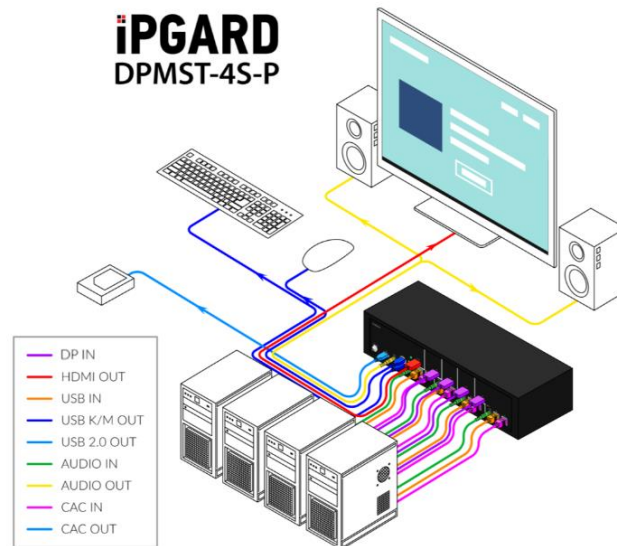 iPGARD
DPMST-4S-P
DP IN
HDMI OUT
USB IN
USB K/M OUT
USB 2.0 OUT
AUDIO IN
AUDIO OUT
CAC IN
CAC OUT